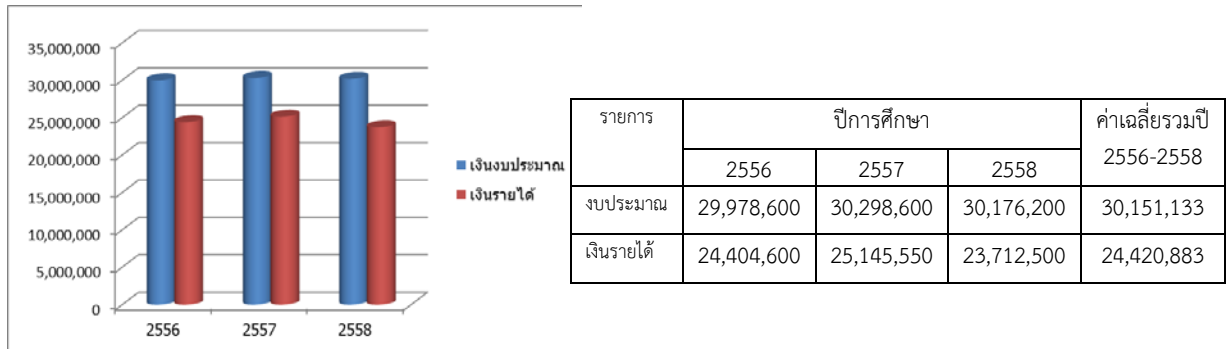 35,000,000
30,000,000
25,000,000
20,000,000
15,000,000
10,000,000
5,000,000
0
2556 2557 2558
เงินงบประมาณ
เงินรายได้
รายการ ปีการศึกษา ค่าเฉลี่ยรวมปี
2556 2557 2558 2556-2558
งบประมาณ 29,978,600 30,298,600 30,176,200 30,151,133
เงินรายได้ 24,404,600 25,145,550 23,712,500 24,420,883